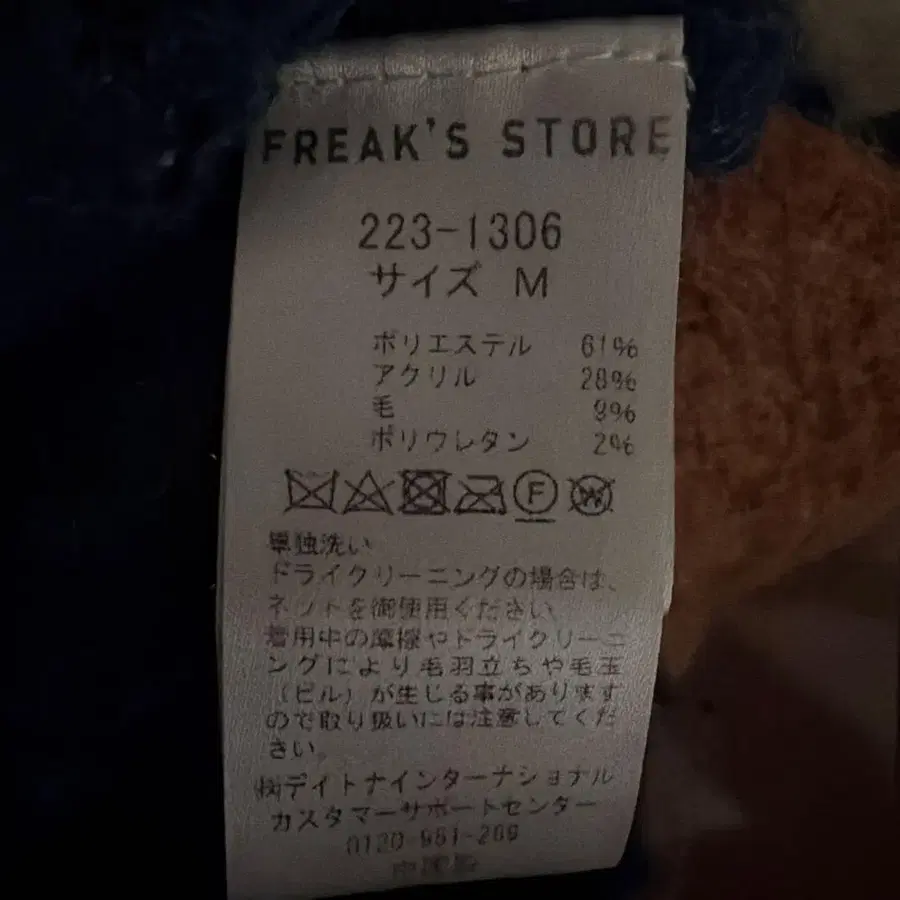 FREAK'S STORE
223-1306
サイズ M
ポリエステル 61%
アクリル 28%
毛 9%
ポリウレタン 2%
F W
単独洗い
ドライクリーニングの場合は、
ネットを御使用ください。
着用中の摩擦やドライクリーニ
ングにより毛羽立ちや毛玉
(ピル)が生じる事があります
ので取り扱いには注意してくだ
さい。
㈱デイトナインターナショナル
カスタマーサポートセンター
中国製